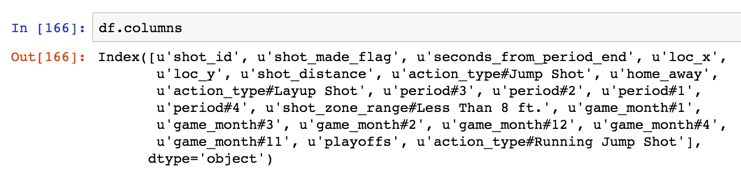 In [166]: df.columns
Out[166]: Index([u'shot_id', u'shot_made_flag', u'seconds_from_period_end', u'loc_x',
u'loc_y', u'shot_distance', u'action_type#Jump Shot', u'home_away',
u'action_type#Layup Shot', u'period#3', u'period#2', u'period#1',
u'period#4', u'shot_zone_range#Less Than 8 ft.', u'game_month#1',
u'game_month#3', u'game_month#2', u'game_month#12', u'game_month#4',
u'game_month#11', u'playoffs', u'action_type#Running Jump Shot'],
dtype='object')